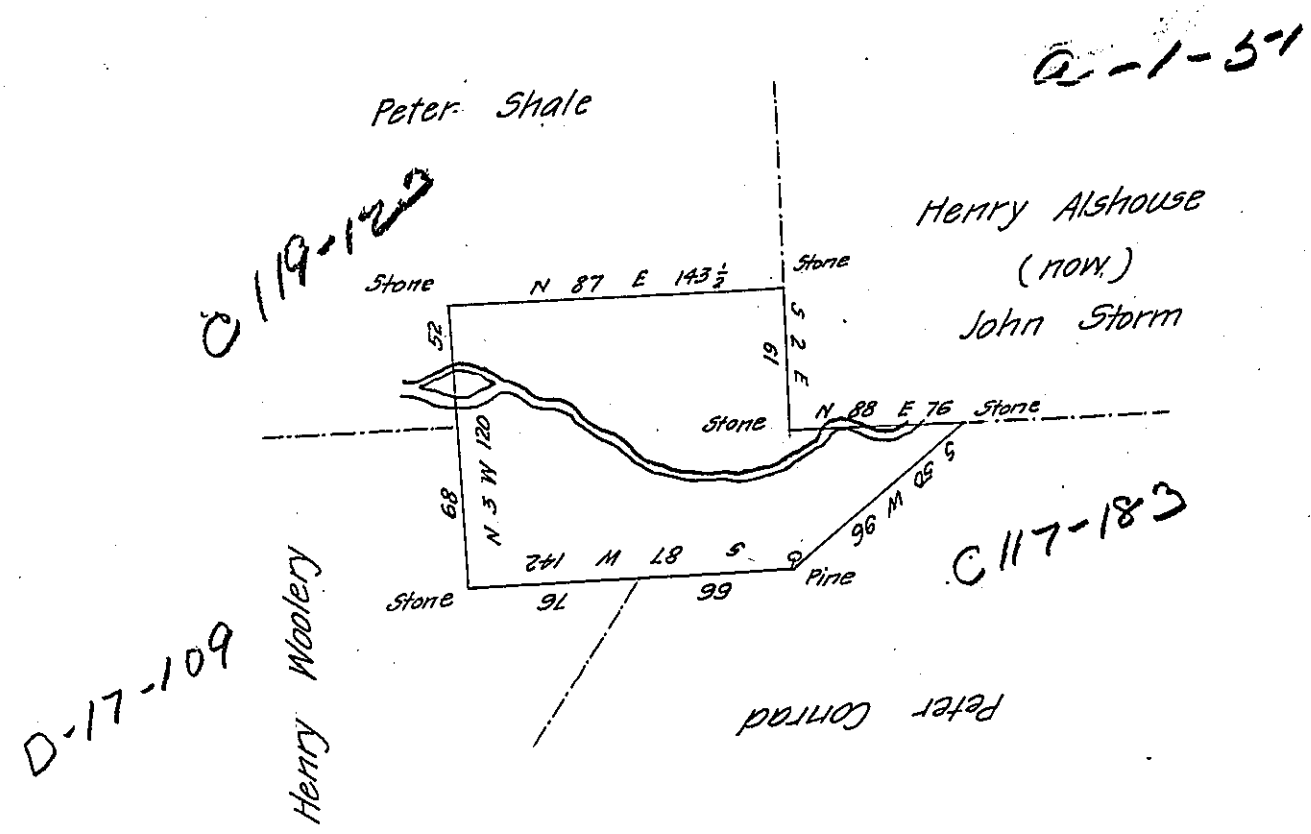 a-1-51
Peter Shale
C 119-127
Henry Alshouse
(now)
John Storm
Stone
N 87 E 143½
Stone
S 2 E
61
52
Stone
N 88 E 76
Stone
N 3 W 120
68
S 50 W
96
S 87 W 142
Stone
76
66
Pine
C 117-183
D-17-109
Henry Woolery
Peter Conrad